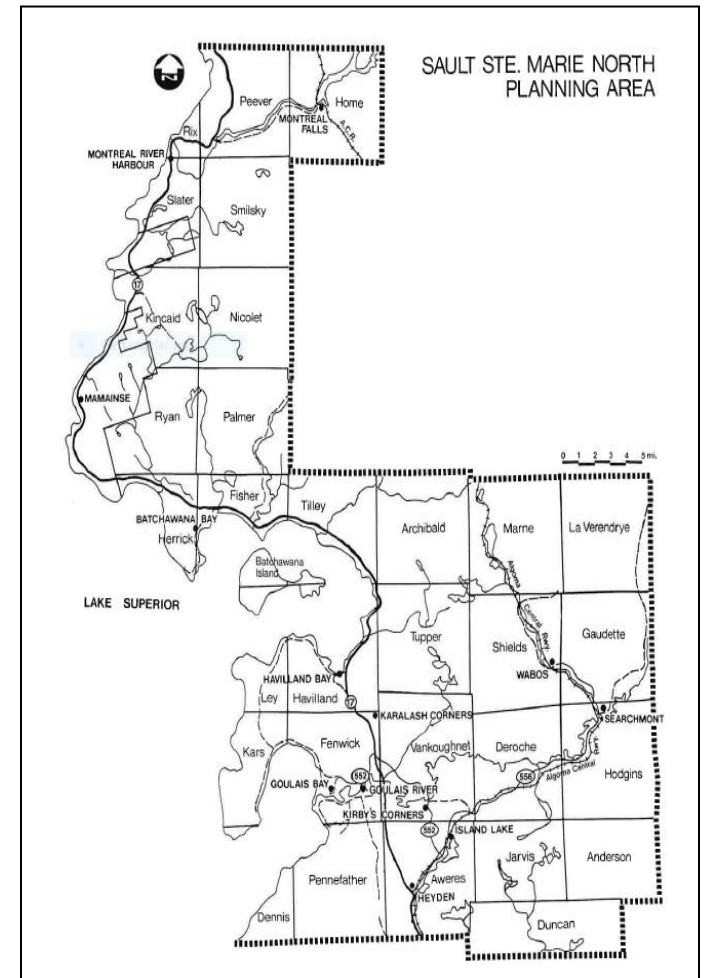 SAULT STE. MARIE NORTH
PLANNING AREA
N
Peever
Home
MONTREAL
FALLS
A.C.R.
Rix
MONTREAL RIVER
HARBOUR
Slater
Smilsky
17
Kincaid
Nicolet
MAMAINSE
Ryan
Palmer
0 1 2 3 4 5 mi.
Fisher
Tilley
BATCHAWANA BAY
Herrick
Archibald
Marne
La Verendrye
Batchawana
Island
Algoma
Central Rwy.
LAKE SUPERIOR
Tupper
Shields
Gaudette
WABOS
HAVILLAND BAY
Ley
Havilland
17
KARALASH CORNERS
SEARCHMONT
Kars
Fenwick
Vankoughnet
Deroche
Rwy.
Algoma Central
556
Hodgins
552
GOULAIS BAY
GOULAIS RIVER
KIRBY'S CORNERS
552
ISLAND LAKE
Jarvis
Anderson
Pennefather
Aweres
HEYDEN
Dennis
Duncan